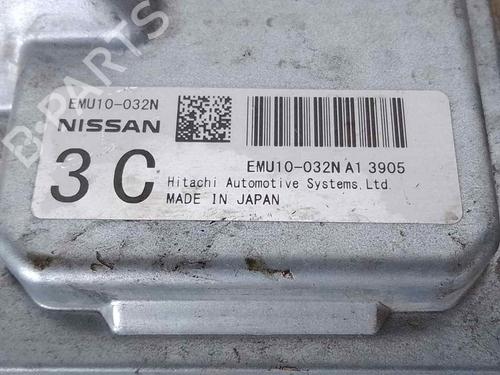 B-PARTS
EMU10-032N
NISSAN
3C
EMU10-032N A1 3905
Hitachi Automotive Systems,Ltd.
MADE IN JAPAN